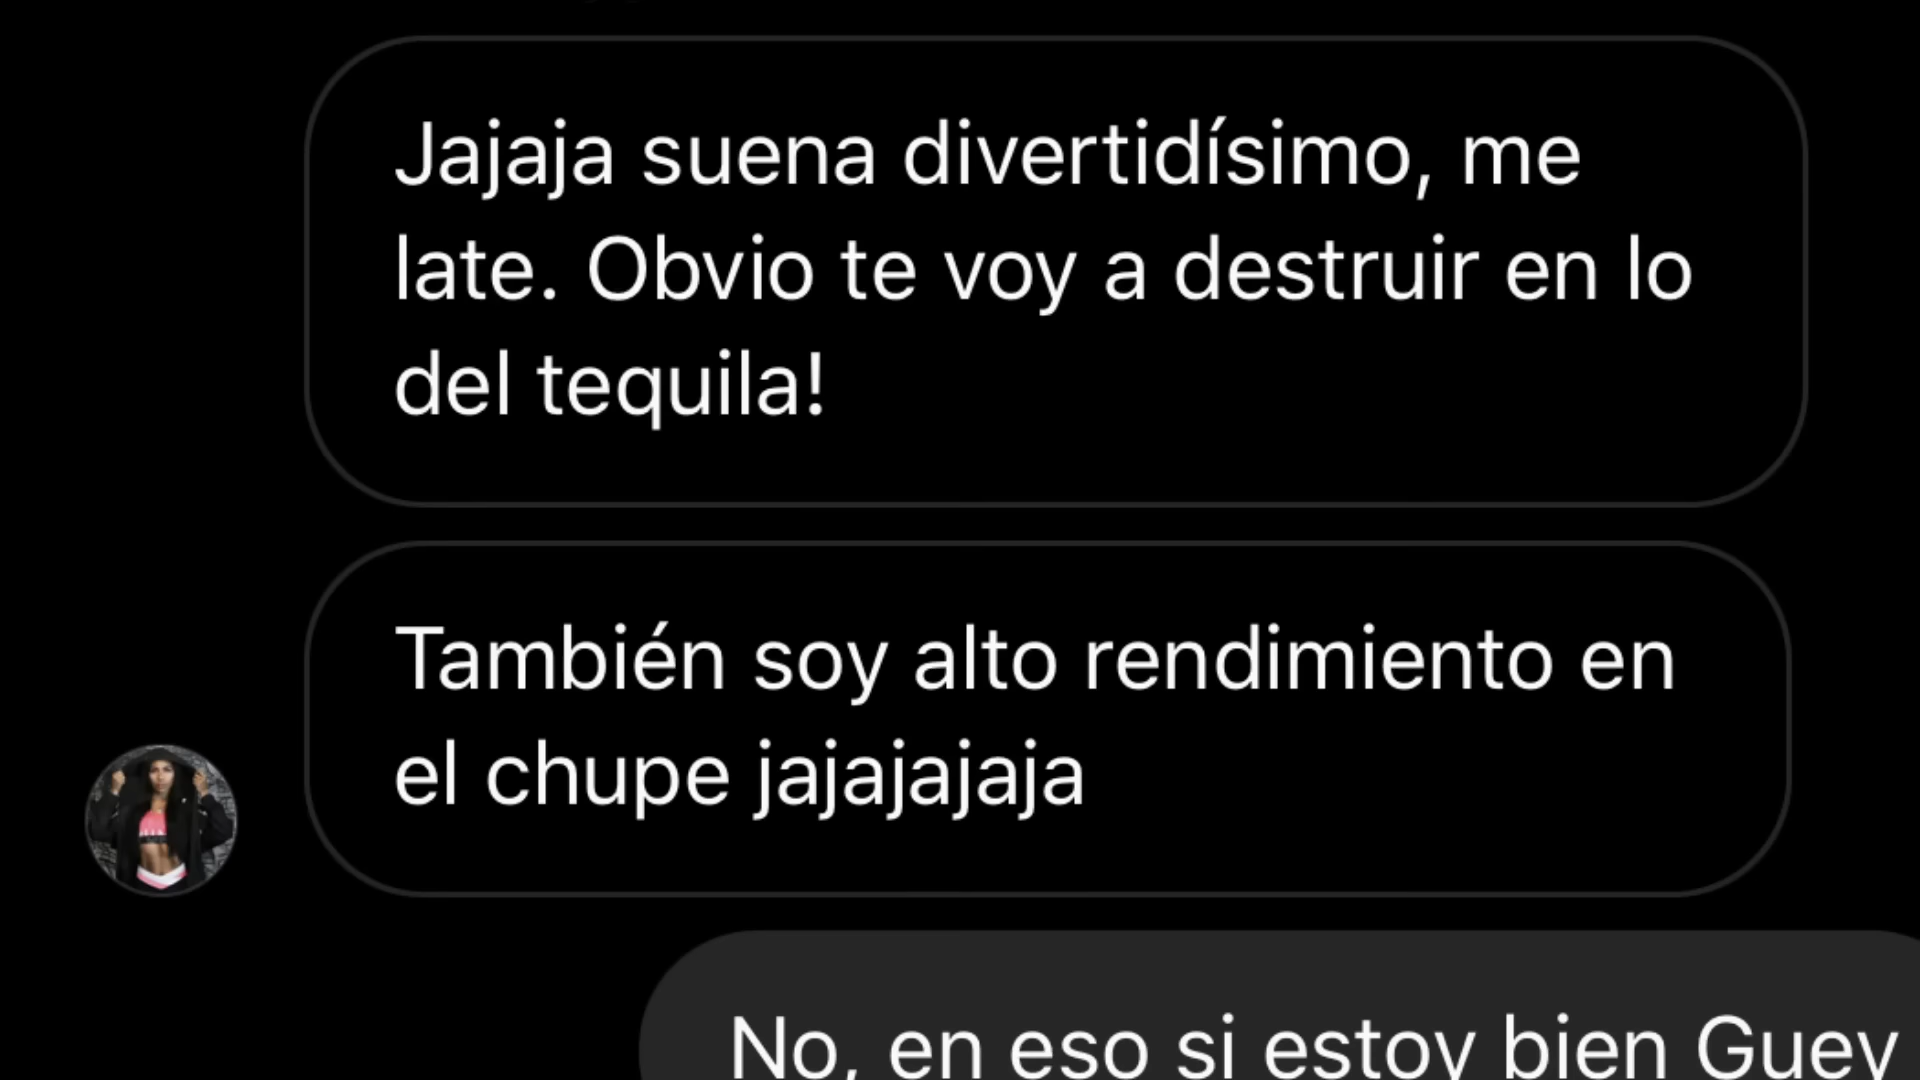 Jajaja suena divertidísimo, me
late. Obvio te voy a destruir en lo
del tequila!
También soy alto rendimiento en
el chupe jajajajaja
No, en eso si estoy bien Guey